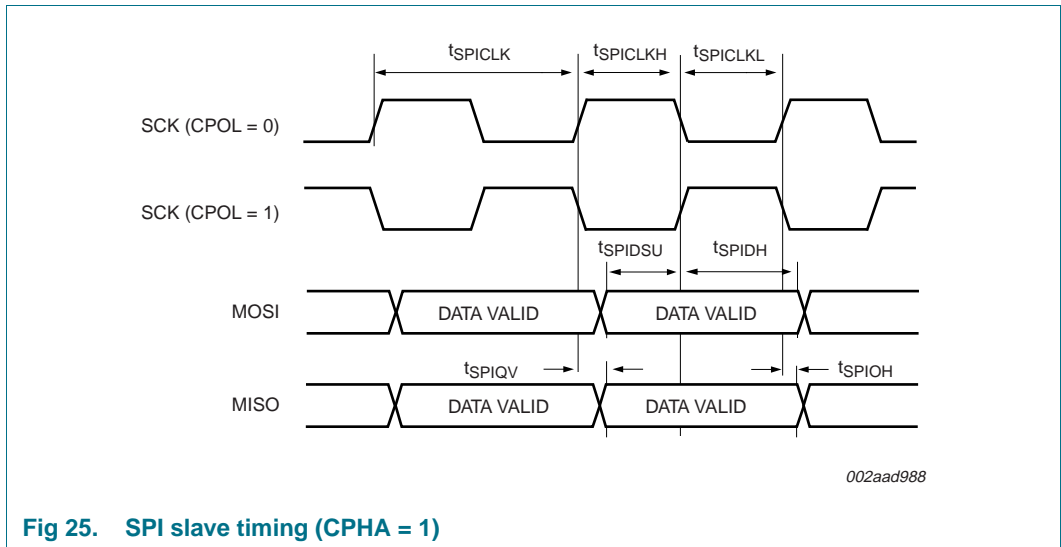 tSPICLK tSPICLKH tSPICLKL
SCK (CPOL = 0)
SCK (CPOL = 1)
tSPIDSU tSPIDH
MOSI DATA VALID DATA VALID
tSPIQV tSPIOH
MISO DATA VALID DATA VALID
002aad988
Fig 25. SPI slave timing (CPHA = 1)